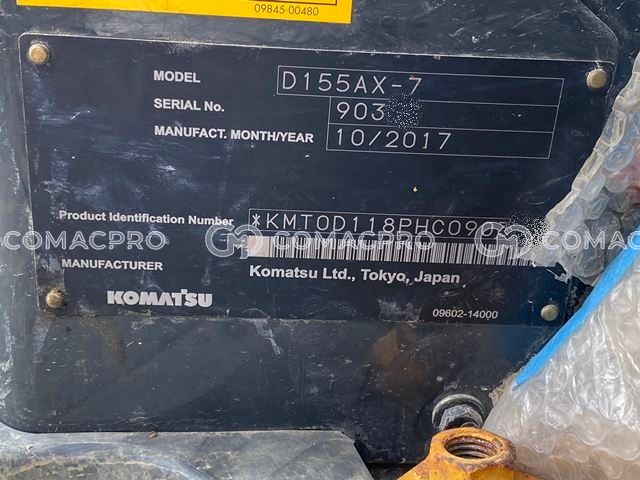 09845-00480
MODEL D155AX-7
SERIAL No. 903
MANUFACT. MONTH/YEAR 10/2017
Product Identification Number *KMT0D118PHC090
COMACPRO COMACPRO COMACPRO
MANUFACTURER Komatsu Ltd., Tokyo, Japan
KOMATSU
09602-14000